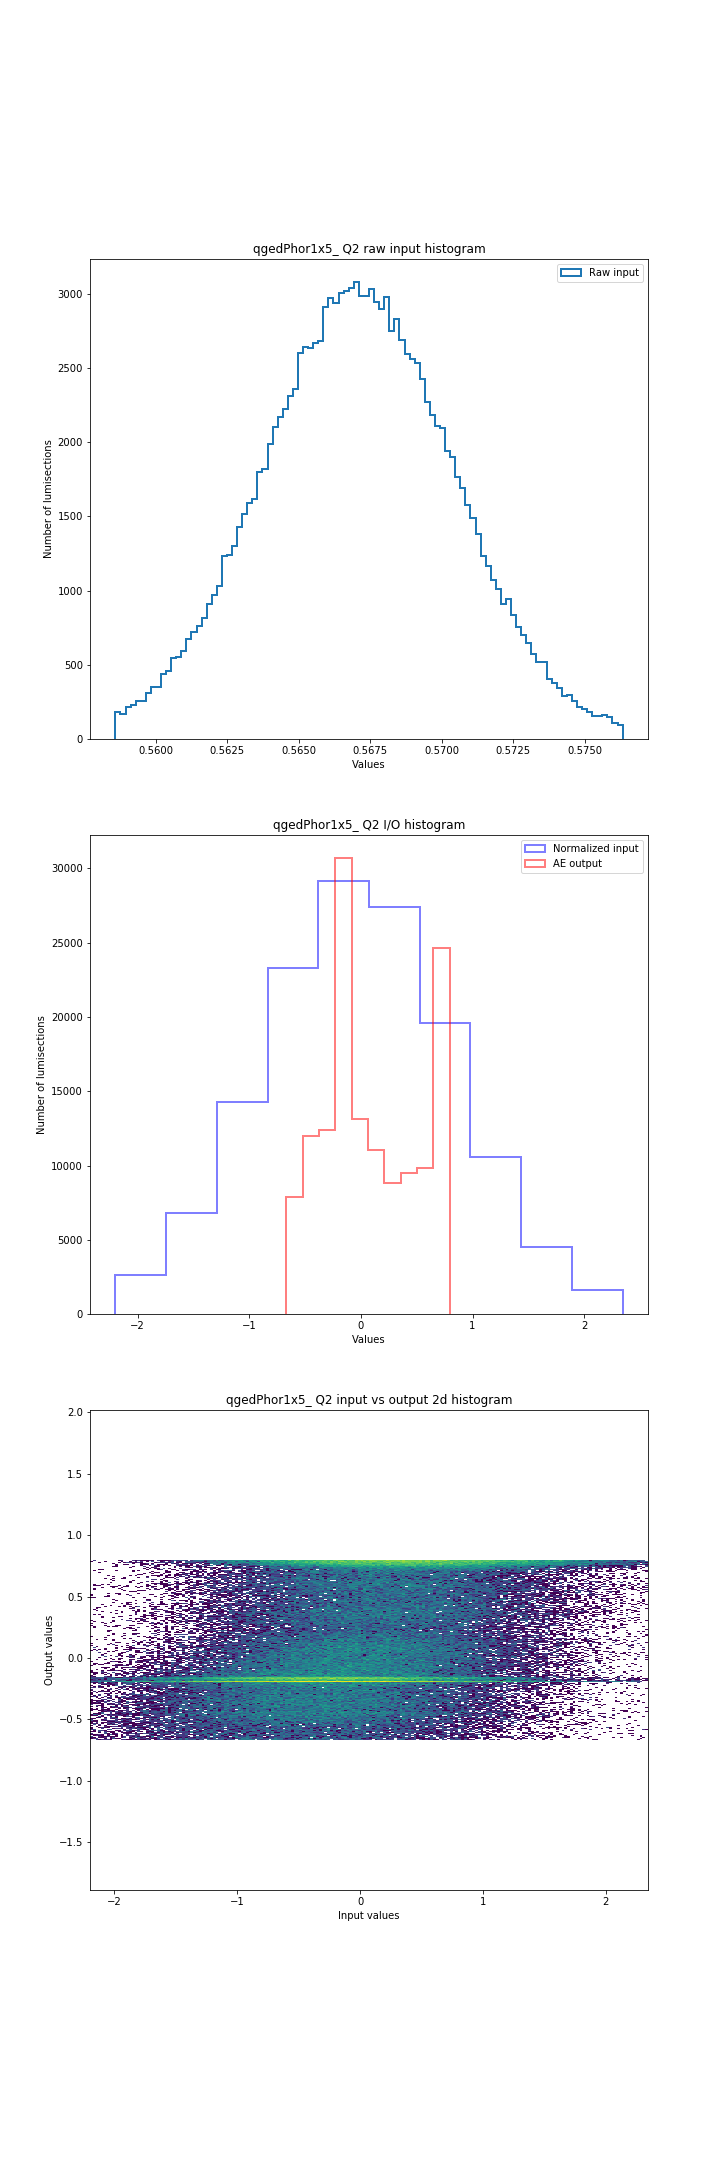 qgedPhor1x5_ Q2 raw input histogram
Raw input
3000
2500
2000
1500
1000
500
0
Number of lumisections
0.5600 0.5625 0.5650 0.5675 0.5700 0.5725 0.5750
Values
qgedPhor1x5_ Q2 I/O histogram
Normalized input
AE output
30000
25000
20000
15000
10000
5000
0
Number of lumisections
−2 −1 0 1 2
Values
qgedPhor1x5_ Q2 input vs output 2d histogram
2.0
1.5
1.0
0.5
0.0
−0.5
−1.0
−1.5
Output values
−2 −1 0 1 2
Input values